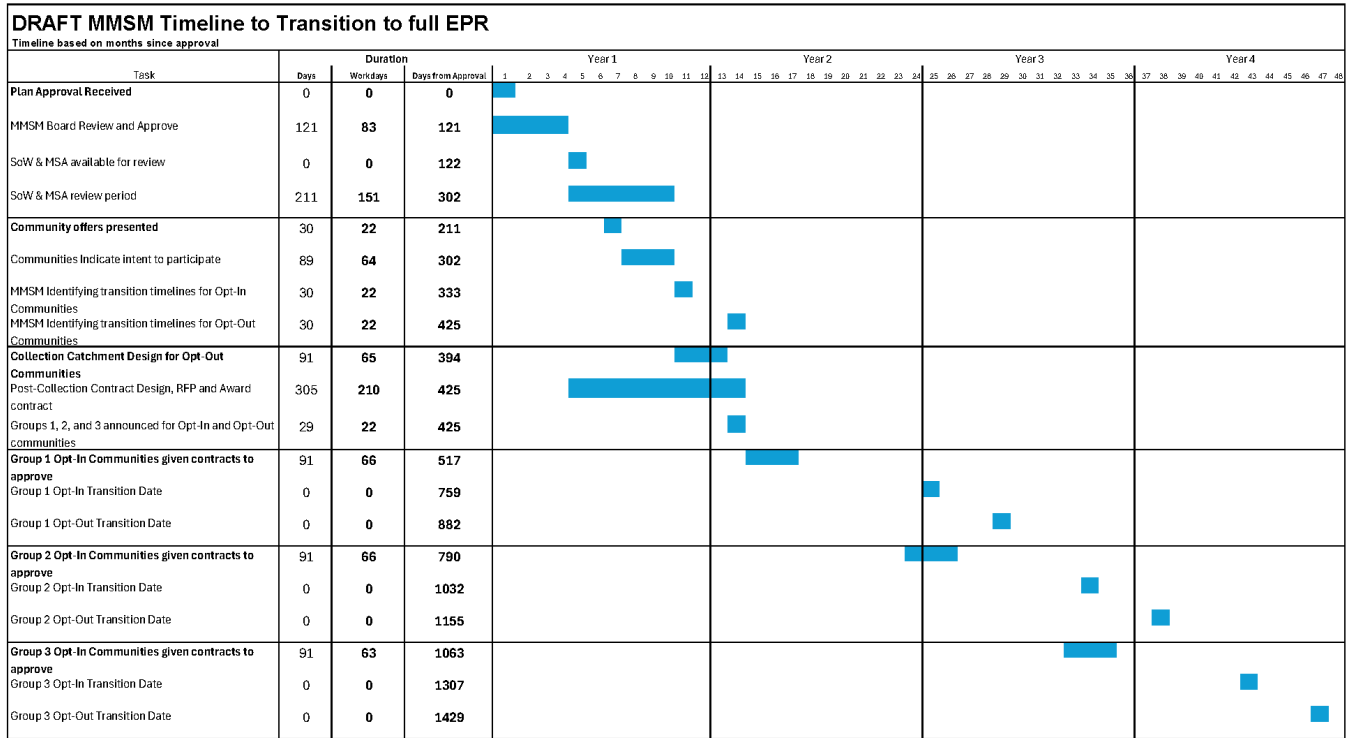 DRAFT MMSM Timeline to Transition to full EPR
Timeline based on months since approval
Duration Year 1 Year 2 Year 3 Year 4
Task Days Workdays Days from Approval 1 2 3 4 5 6 7 8 9 10 11 12 13 14 15 16 17 18 19 20 21 22 23 24 25 26 27 28 29 30 31 32 33 34 35 36 37 38 39 40 41 42 43 44 45 46 47 48
Plan Approval Received 0 0 0
MMSM Board Review and Approve 121 83 121
SoW & MSA available for review 0 0 122
SoW & MSA review period 211 151 302
Community offers presented 30 22 211
Communities Indicate intent to participate 89 64 302
MMSM Identifying transition timelines for Opt-In 30 22 333
Communities
MMSM Identifying transition timelines for Opt-Out 30 22 425
Communities
Collection Catchment Design for Opt-Out 91 65 394
Communities
Post-Collection Contract Design, RFP and Award 305 210 425
contract
Groups 1, 2, and 3 announced for Opt-In and Opt-Out 29 22 425
communities
Group 1 Opt-In Communities given contracts to 91 66 517
approve
Group 1 Opt-In Transition Date 0 0 759
Group 1 Opt-Out Transition Date 0 0 882
Group 2 Opt-In Communities given contracts to 91 66 790
approve
Group 2 Opt-In Transition Date 0 0 1032
Group 2 Opt-Out Transition Date 0 0 1155
Group 3 Opt-In Communities given contracts to 91 63 1063
approve
Group 3 Opt-In Transition Date 0 0 1307
Group 3 Opt-Out Transition Date 0 0 1429